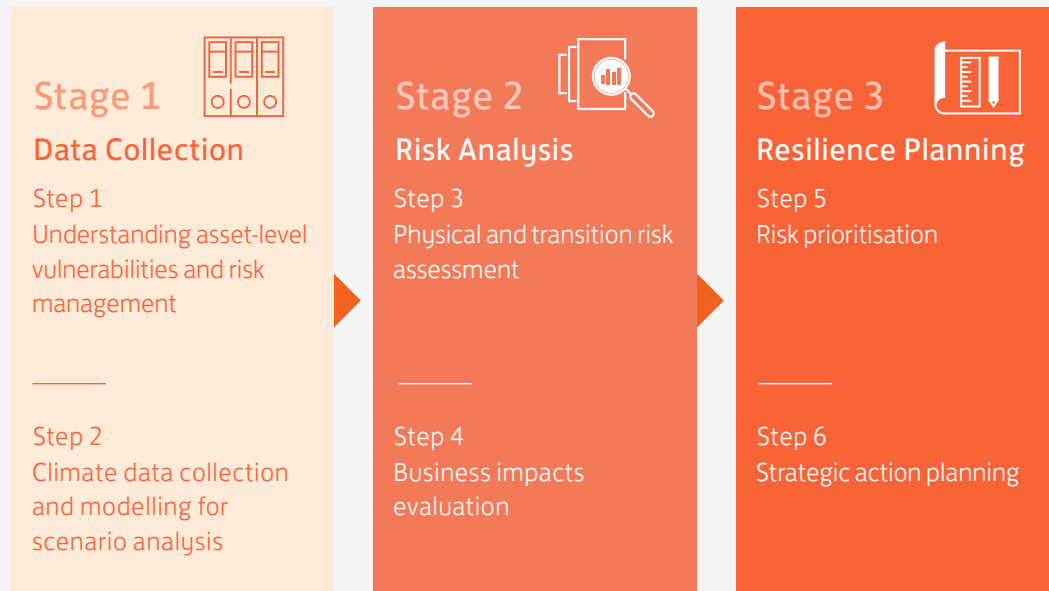 Stage 1
Data Collection
Step 1
Understanding asset-level
vulnerabilities and risk
management
Step 2
Climate data collection
and modelling for
scenario analysis
Stage 2
Risk Analysis
Step 3
Physical and transition risk
assessment
Step 4
Business impacts
evaluation
Stage 3
Resilience Planning
Step 5
Risk prioritisation
Step 6
Strategic action planning